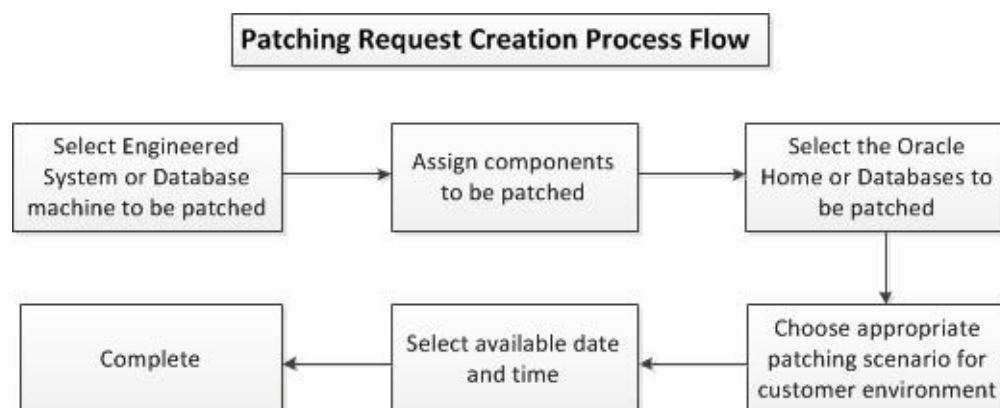 Patching Request Creation Process Flow
Select Engineered
System or Database
machine to be patched
Assign components
to be patched
Select the Oracle
Home or Databases to
be patched
Choose appropriate
patching scenario for
customer environment
Select available date
and time
Complete